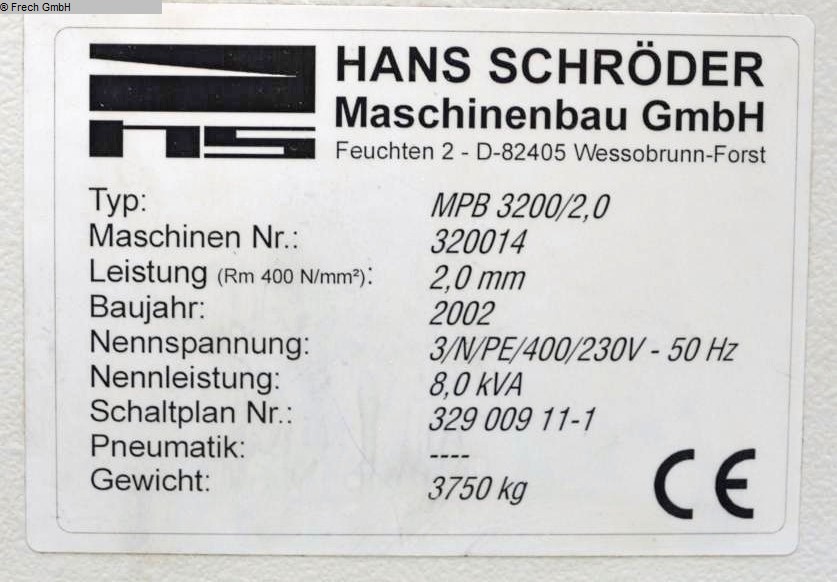 © Frech GmbH
hs
HANS SCHRÖDER
Maschinenbau GmbH
Feuchten 2 - D-82405 Wessobrunn-Forst
Typ: MPB 3200/2,0
Maschinen Nr.: 320014
Leistung (Rm 400 N/mm²): 2,0 mm
Baujahr: 2002
Nennspannung: 3/N/PE/400/230V - 50 Hz
Nennleistung: 8,0 kVA
Schaltplan Nr.: 329 009 11-1
Pneumatik: ----
Gewicht: 3750 kg
CE